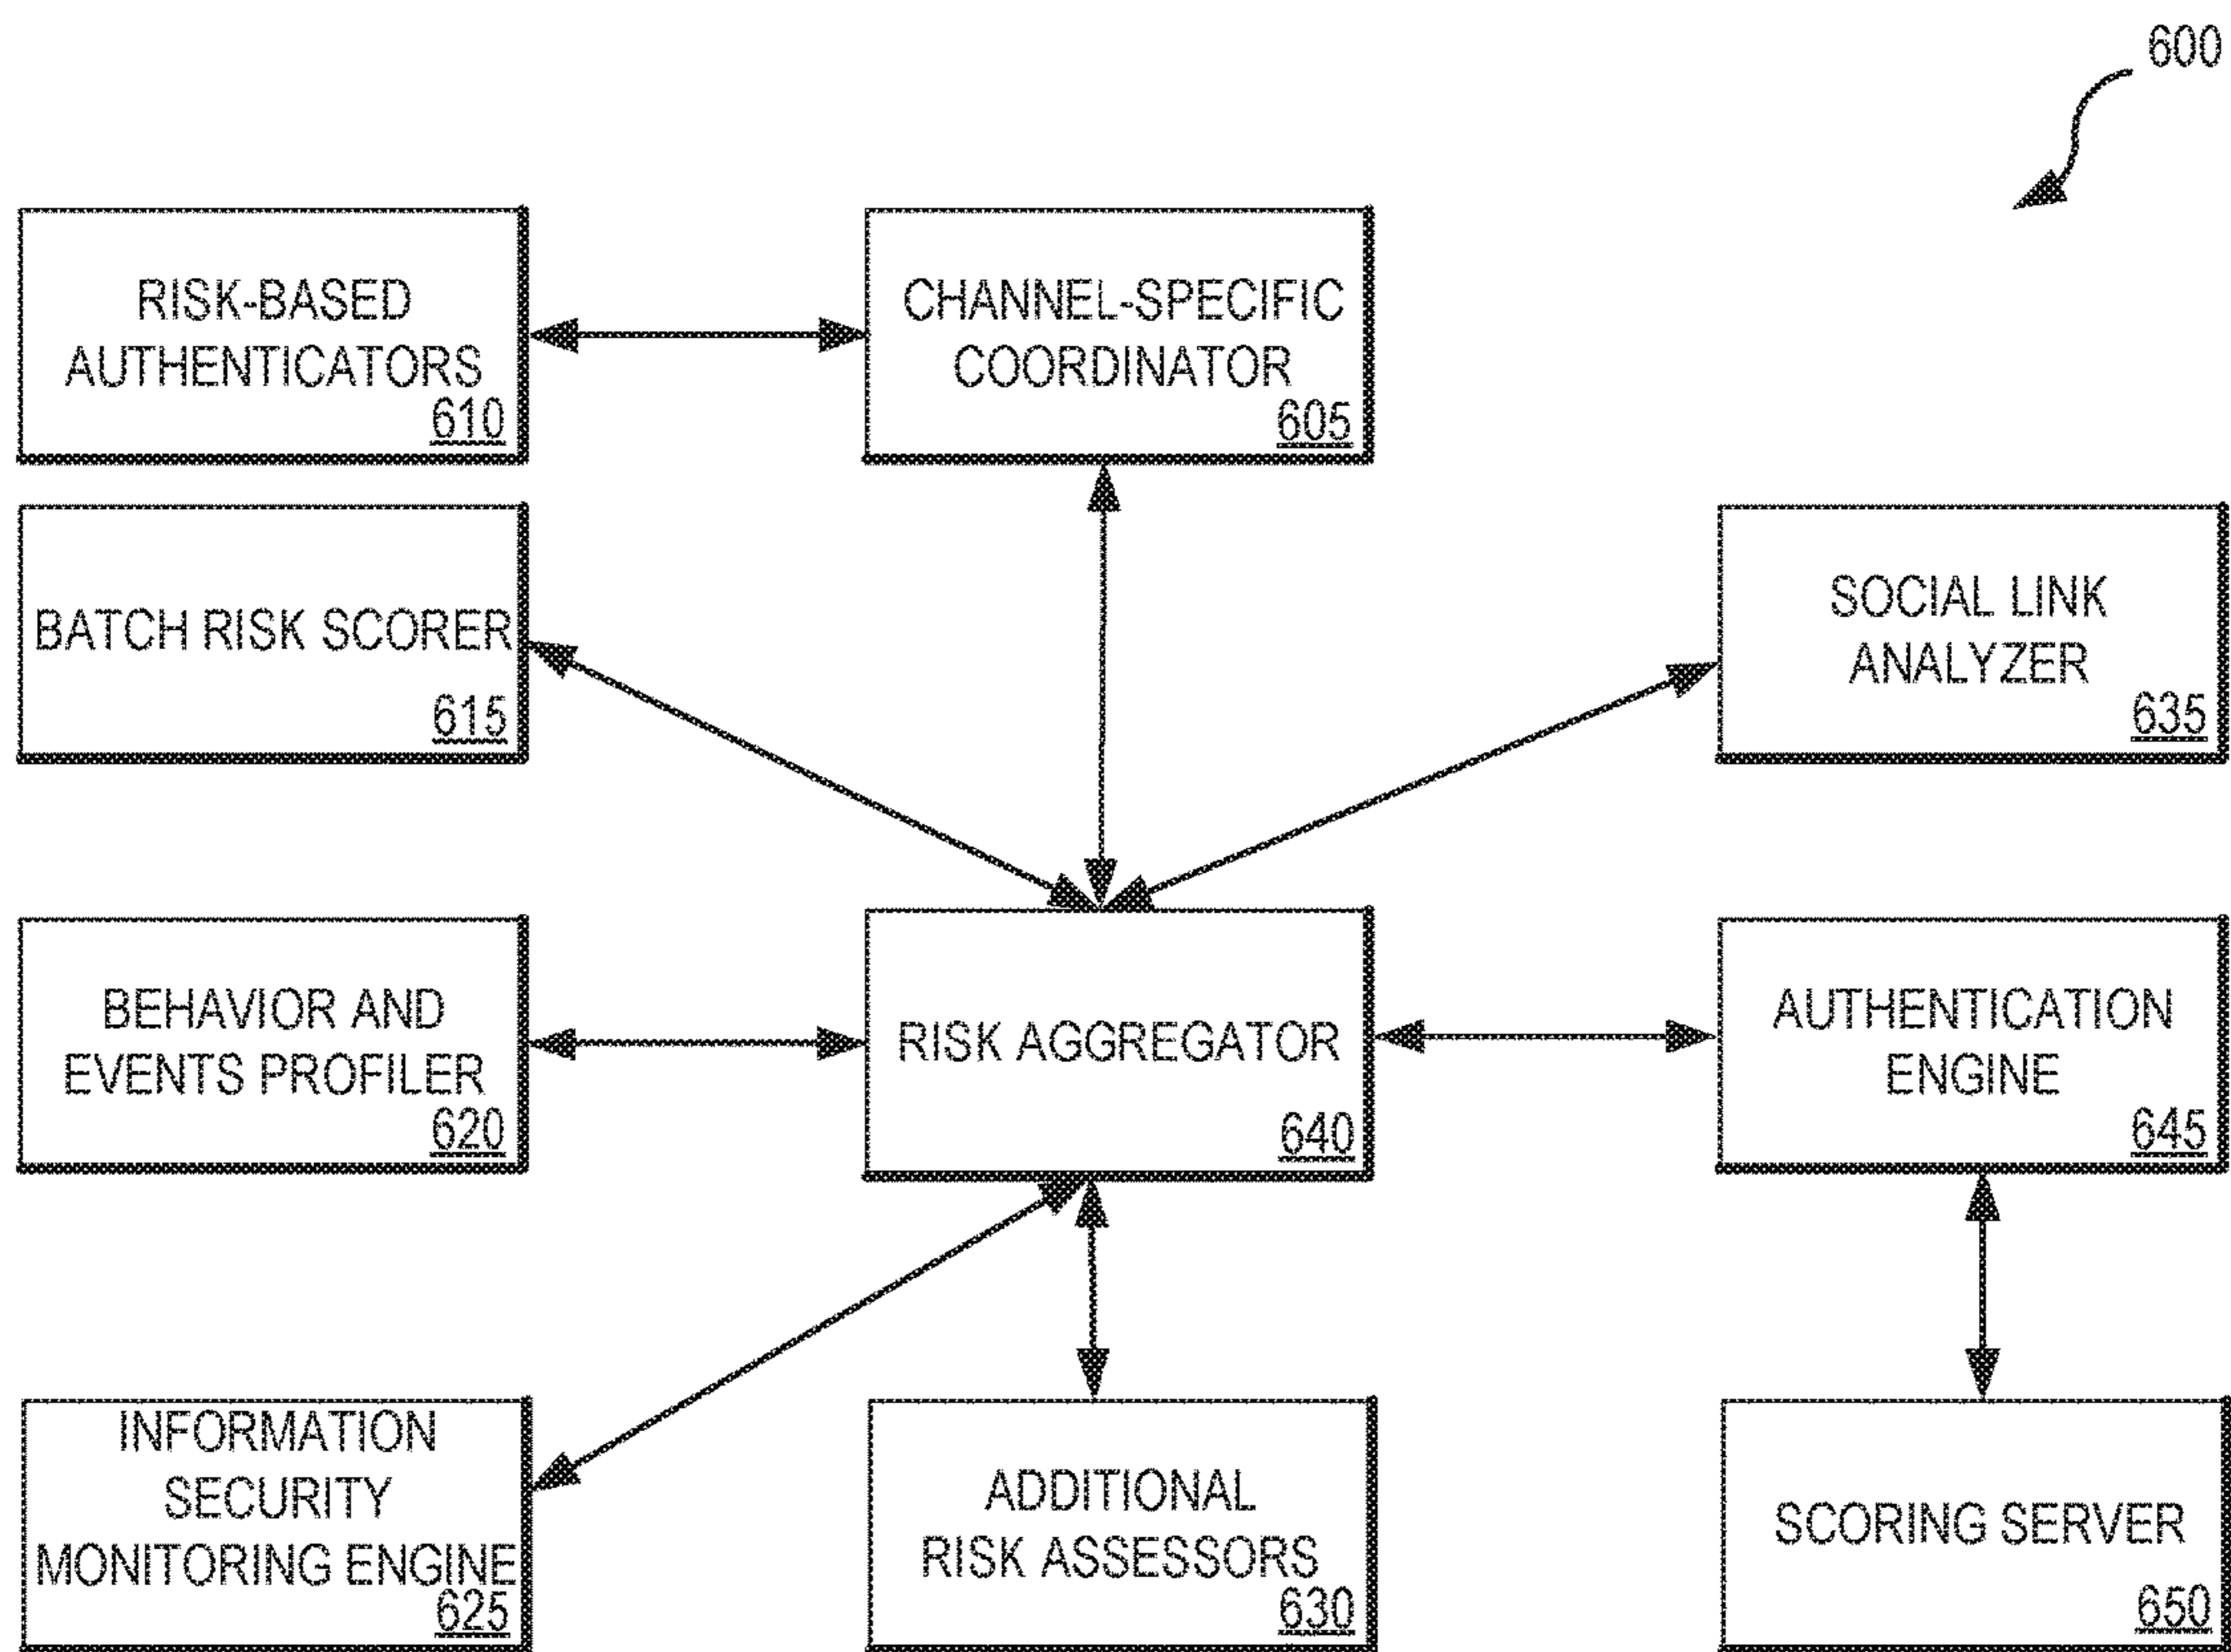 600
RISK-BASED
AUTHENTICATORS
610
CHANNEL-SPECIFIC
COORDINATOR
605
BATCH RISK SCORER
615
SOCIAL LINK
ANALYZER
635
BEHAVIOR AND
EVENTS PROFILER
620
RISK AGGREGATOR
640
AUTHENTICATION
ENGINE
645
INFORMATION
SECURITY
MONITORING ENGINE
625
ADDITIONAL
RISK ASSESSORS
630
SCORING SERVER
650